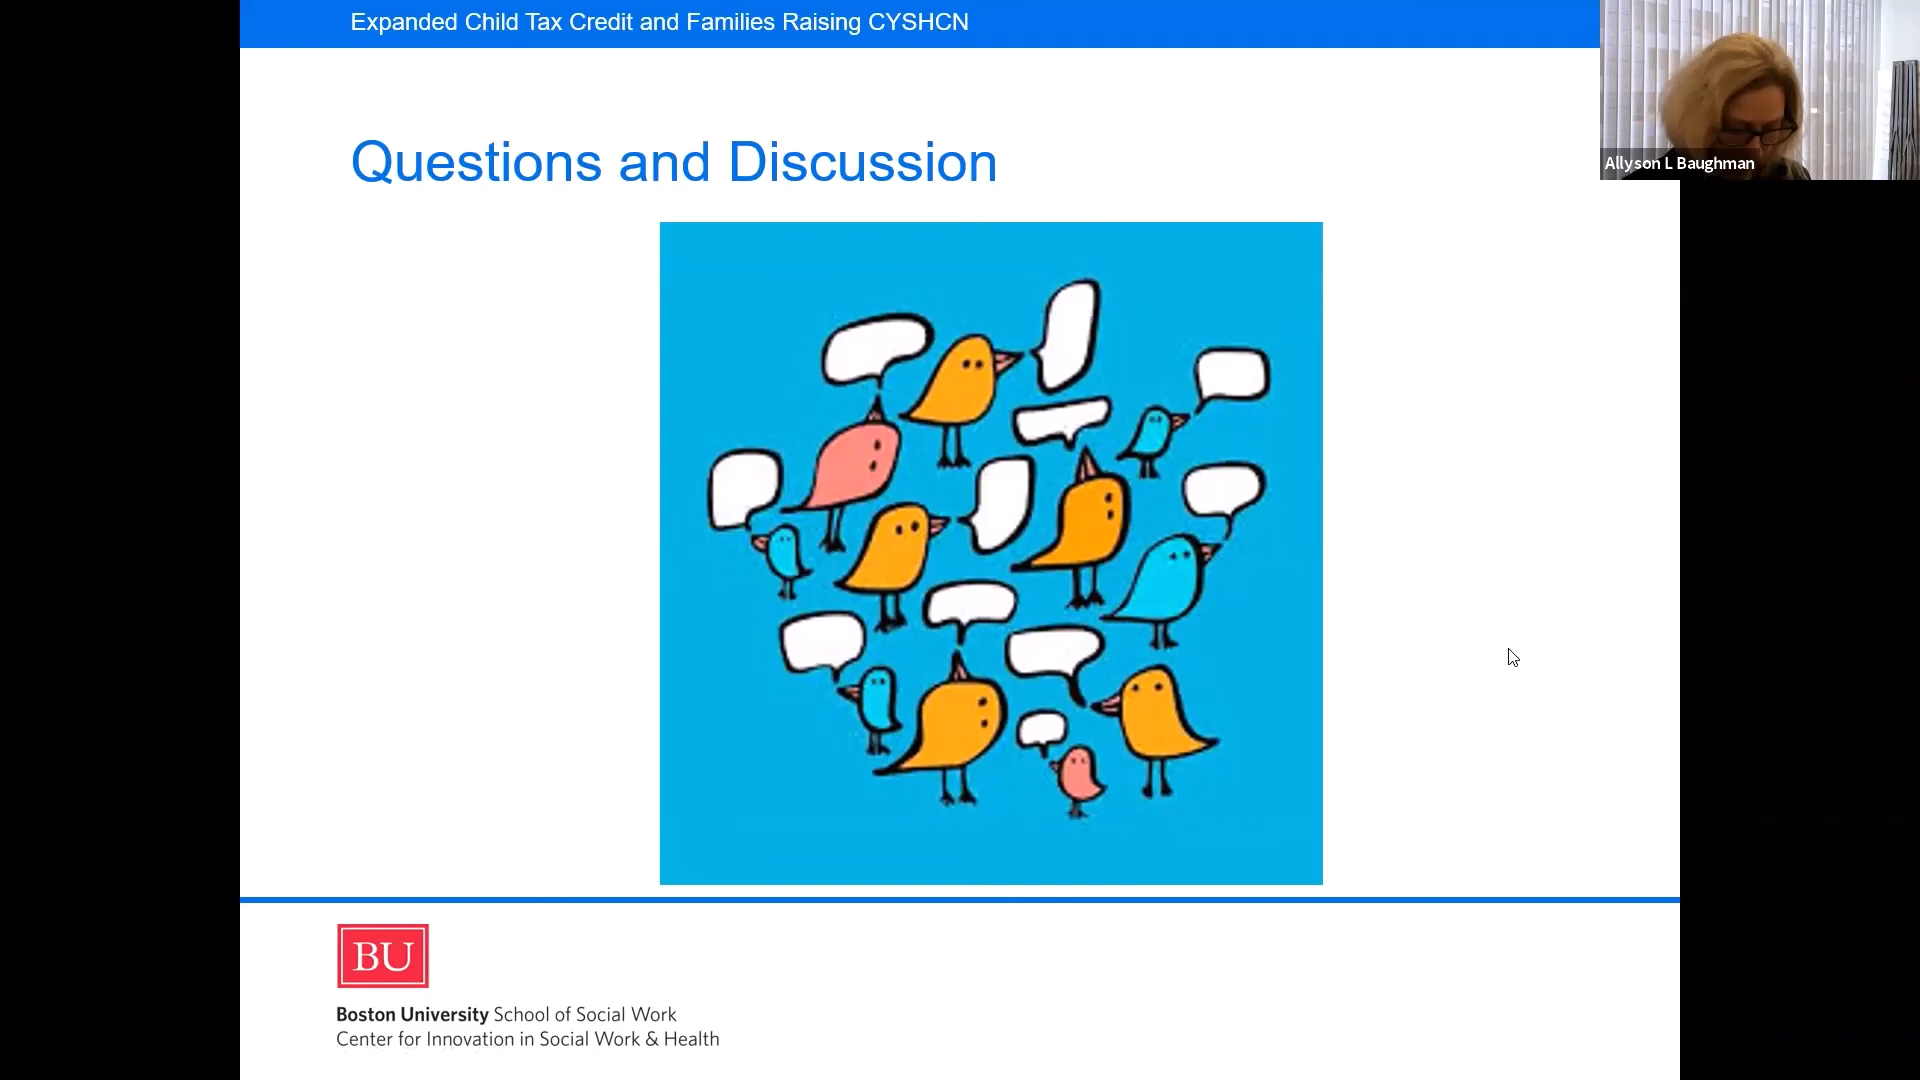 Expanded Child Tax Credit and Families Raising CYSHCN
Allyson L Baughman
Questions and Discussion
BU
Boston University School of Social Work
Center for Innovation in Social Work & Health